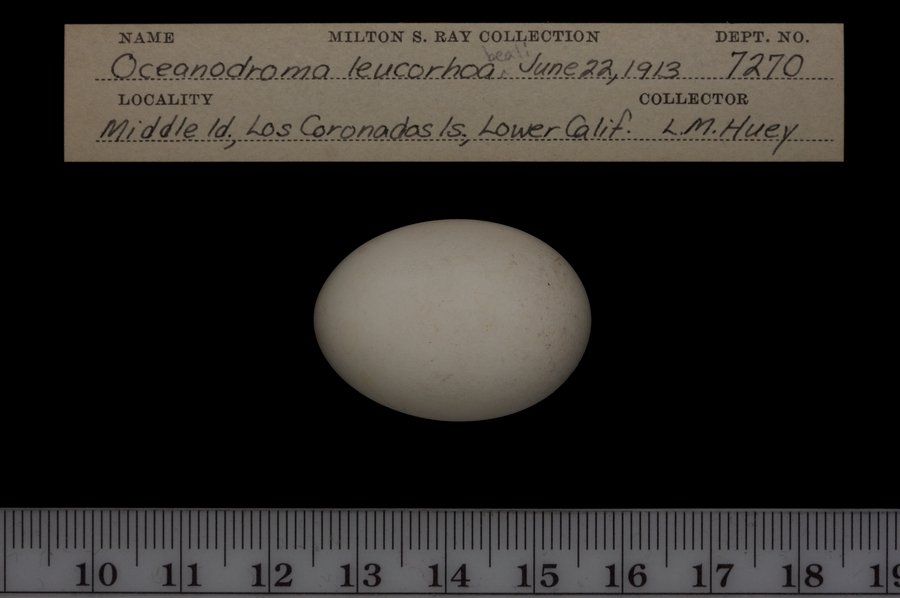 NAME MILTON S. RAY COLLECTION DEPT. NO.
beali
Oceanodroma leucorhoa, June 22, 1913 7270
LOCALITY COLLECTOR
Middle Id., Los Coronados Is., Lower Calif. L.M. Huey
10 11 12 13 14 15 16 17 18 19